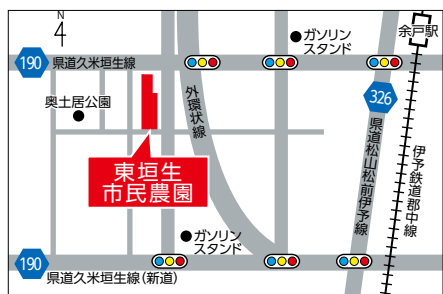 N
4
余戸駅
ガソリン
スタンド
190 県道久米垣生線
326
奥土居公園
外環状線
県道松山松前伊予線
伊予鉄道郡中線
東垣生
市民農園
ガソリン
スタンド
190
県道久米垣生線(新道)